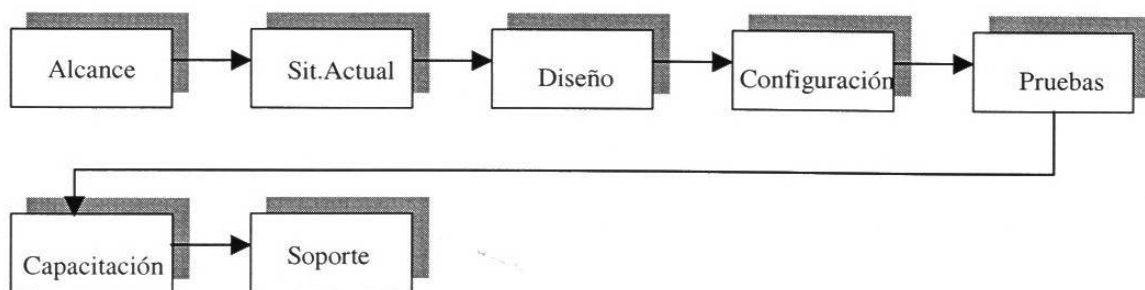 Alcance
Sit.Actual
Diseño
Configuración
Pruebas
Capacitación
Soporte